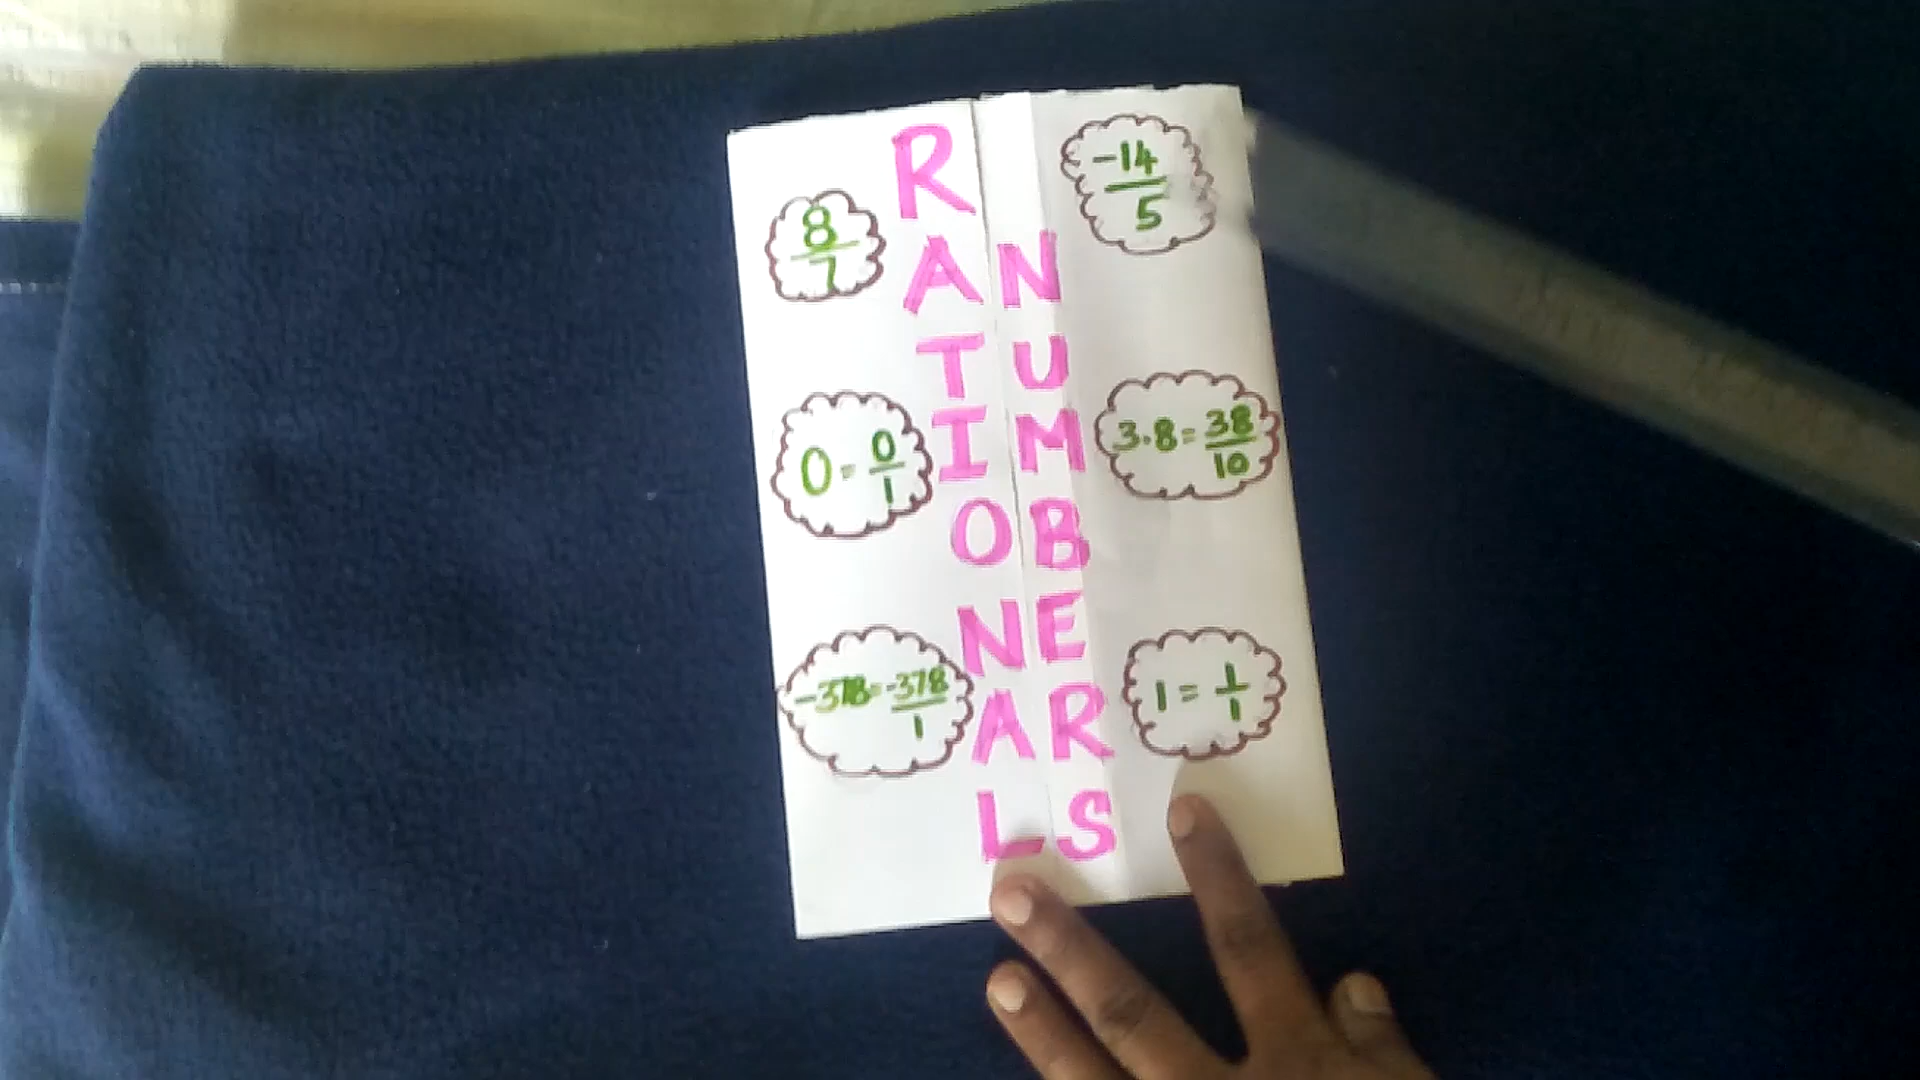 RATIONAL
NUMBERS
8/7
-14/5
0 = 0/1
3.8 = 38/10
-378 = -378/1
1 = 1/1